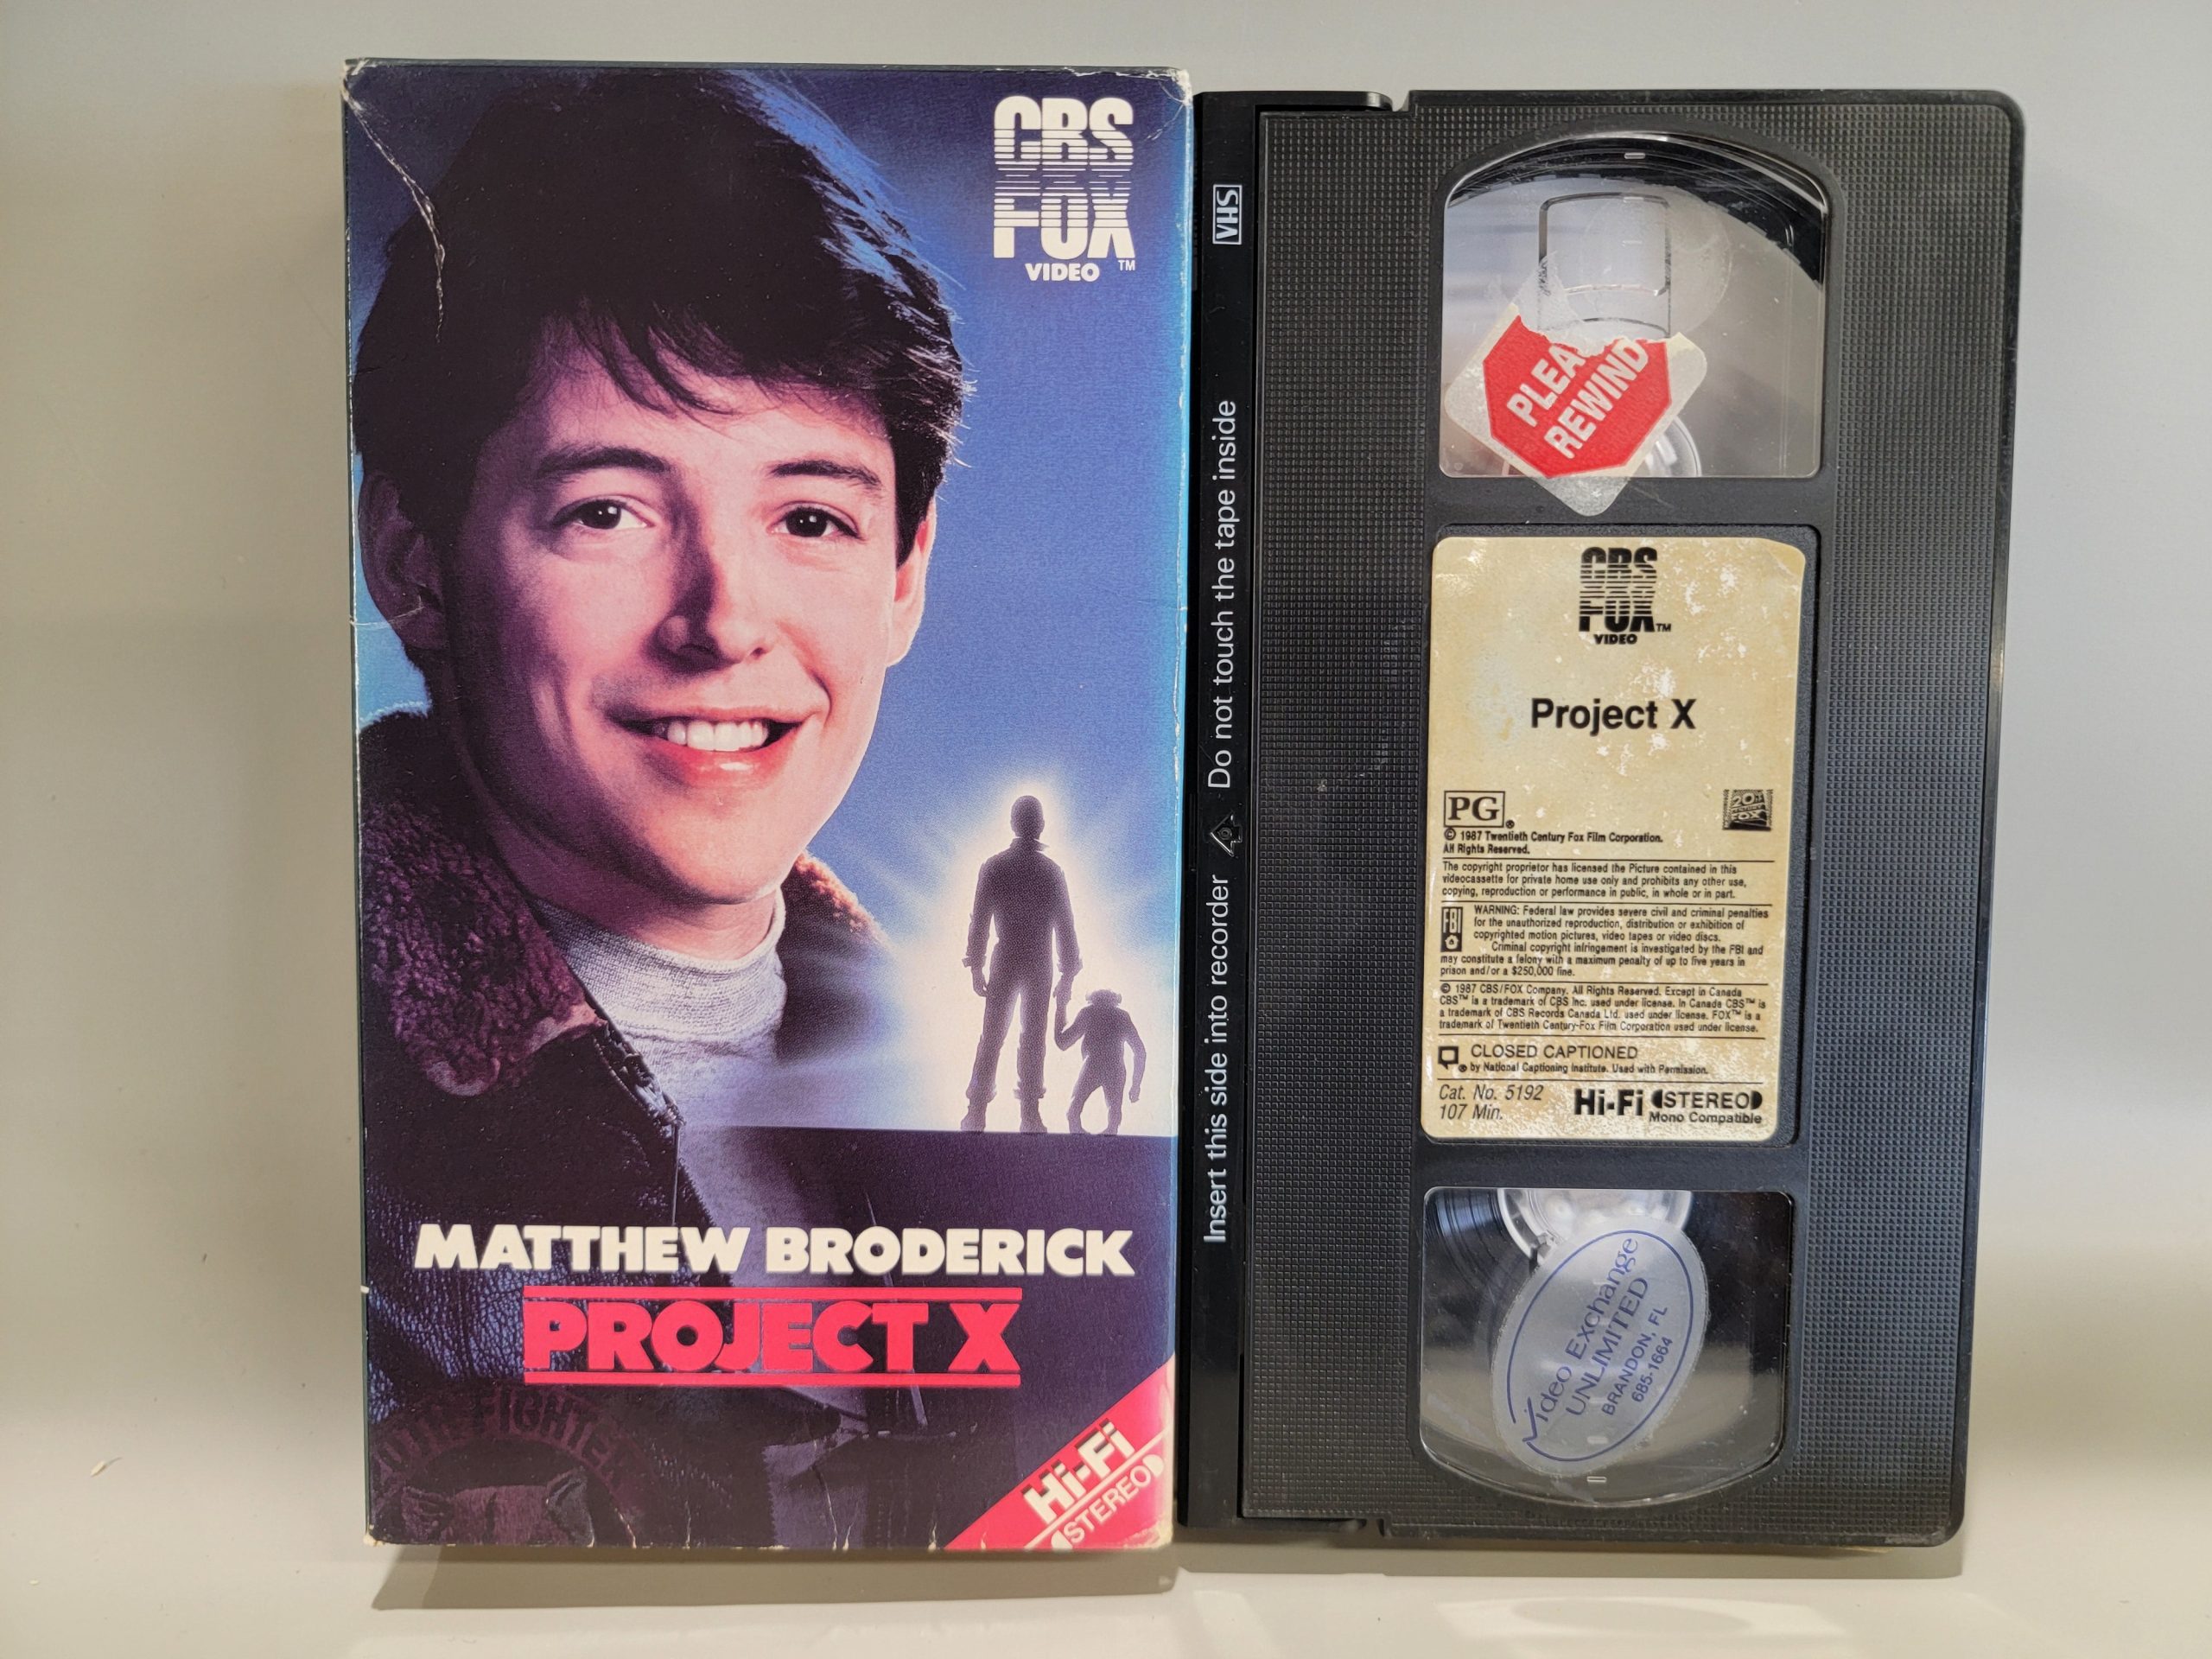 CBS
FOX
VIDEO™
MATTHEW BRODERICK
PROJECT X
FIGHTER
Hi-Fi
STEREO
VHS
Insert this side into recorder Do not touch the tape inside
PLEA
REWIND
CBS
FOX™
VIDEO
Project X
PG®
20th
CENTURY
FOX
© 1987 Twentieth Century Fox Film Corporation.
All Rights Reserved.
The copyright proprietor has licensed the Picture contained in this
videocassette for private home use only and prohibits any other use,
copying, reproduction or performance in public, in whole or in part.
FBI
WARNING: Federal law provides severe civil and criminal penalties
for the unauthorized reproduction, distribution or exhibition of
copyrighted motion pictures, video tapes or video discs.
Criminal copyright infringement is investigated by the FBI and
may constitute a felony with a maximum penalty of up to five years in
prison and/or a $250,000 fine.
© 1987 CBS/FOX Company. All Rights Reserved. Except in Canada
CBS™ is a trademark of CBS Inc. used under license. In Canada CBS™ is
a trademark of CBS Records Canada Ltd. used under license. FOX™ is a
trademark of Twentieth Century-Fox Film Corporation used under license.
CLOSED CAPTIONED
® by National Captioning Institute. Used with Permission.
Cat. No. 5192
107 Min.
Hi-Fi STEREO
Mono Compatible
Video Exchange
UNLIMITED
BRANDON, FL
685-1664